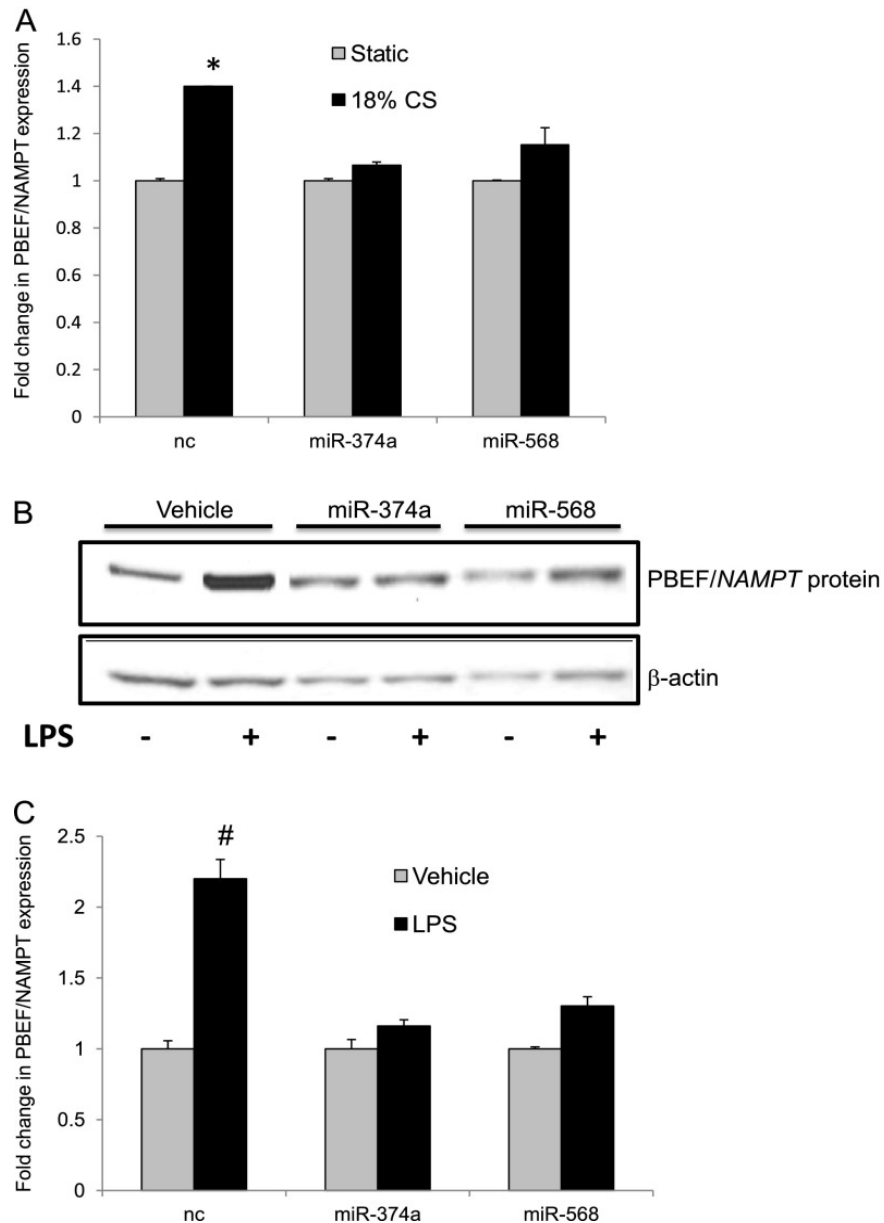 A
Fold change in PBEF/NAMPT expression
1.6
1.4
1.2
1
0.8
0.6
0.4
0.2
0
*
Static
18% CS
nc miR-374a miR-568
B
Vehicle miR-374a miR-568
PBEF/NAMPT protein
β-actin
LPS - + - + - +
C
Fold change in PBEF/NAMPT expression
2.5
2
1.5
1
0.5
0
#
Vehicle
LPS
nc miR-374a miR-568